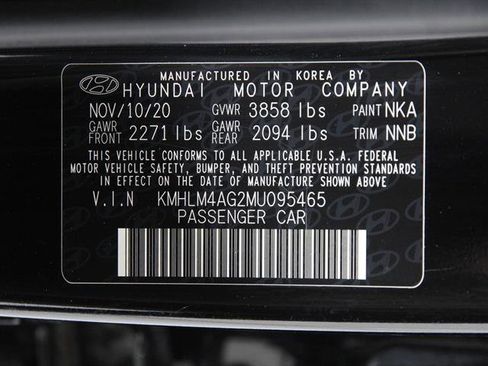 MANUFACTURED IN KOREA BY
HYUNDAI MOTOR COMPANY
NOV/10/20 GVWR 3858 lbs PAINT NKA
GAWR FRONT 2271 lbs GAWR REAR 2094 lbs TRIM NNB
THIS VEHICLE CONFORMS TO ALL APPLICABLE U.S.A. FEDERAL
MOTOR VEHICLE SAFETY, BUMPER, AND THEFT PREVENTION STANDARDS
IN EFFECT ON THE DATE OF MANUFACTURE SHOWN ABOVE.
V.I.N KMHLM4AG2MU095465
PASSENGER CAR